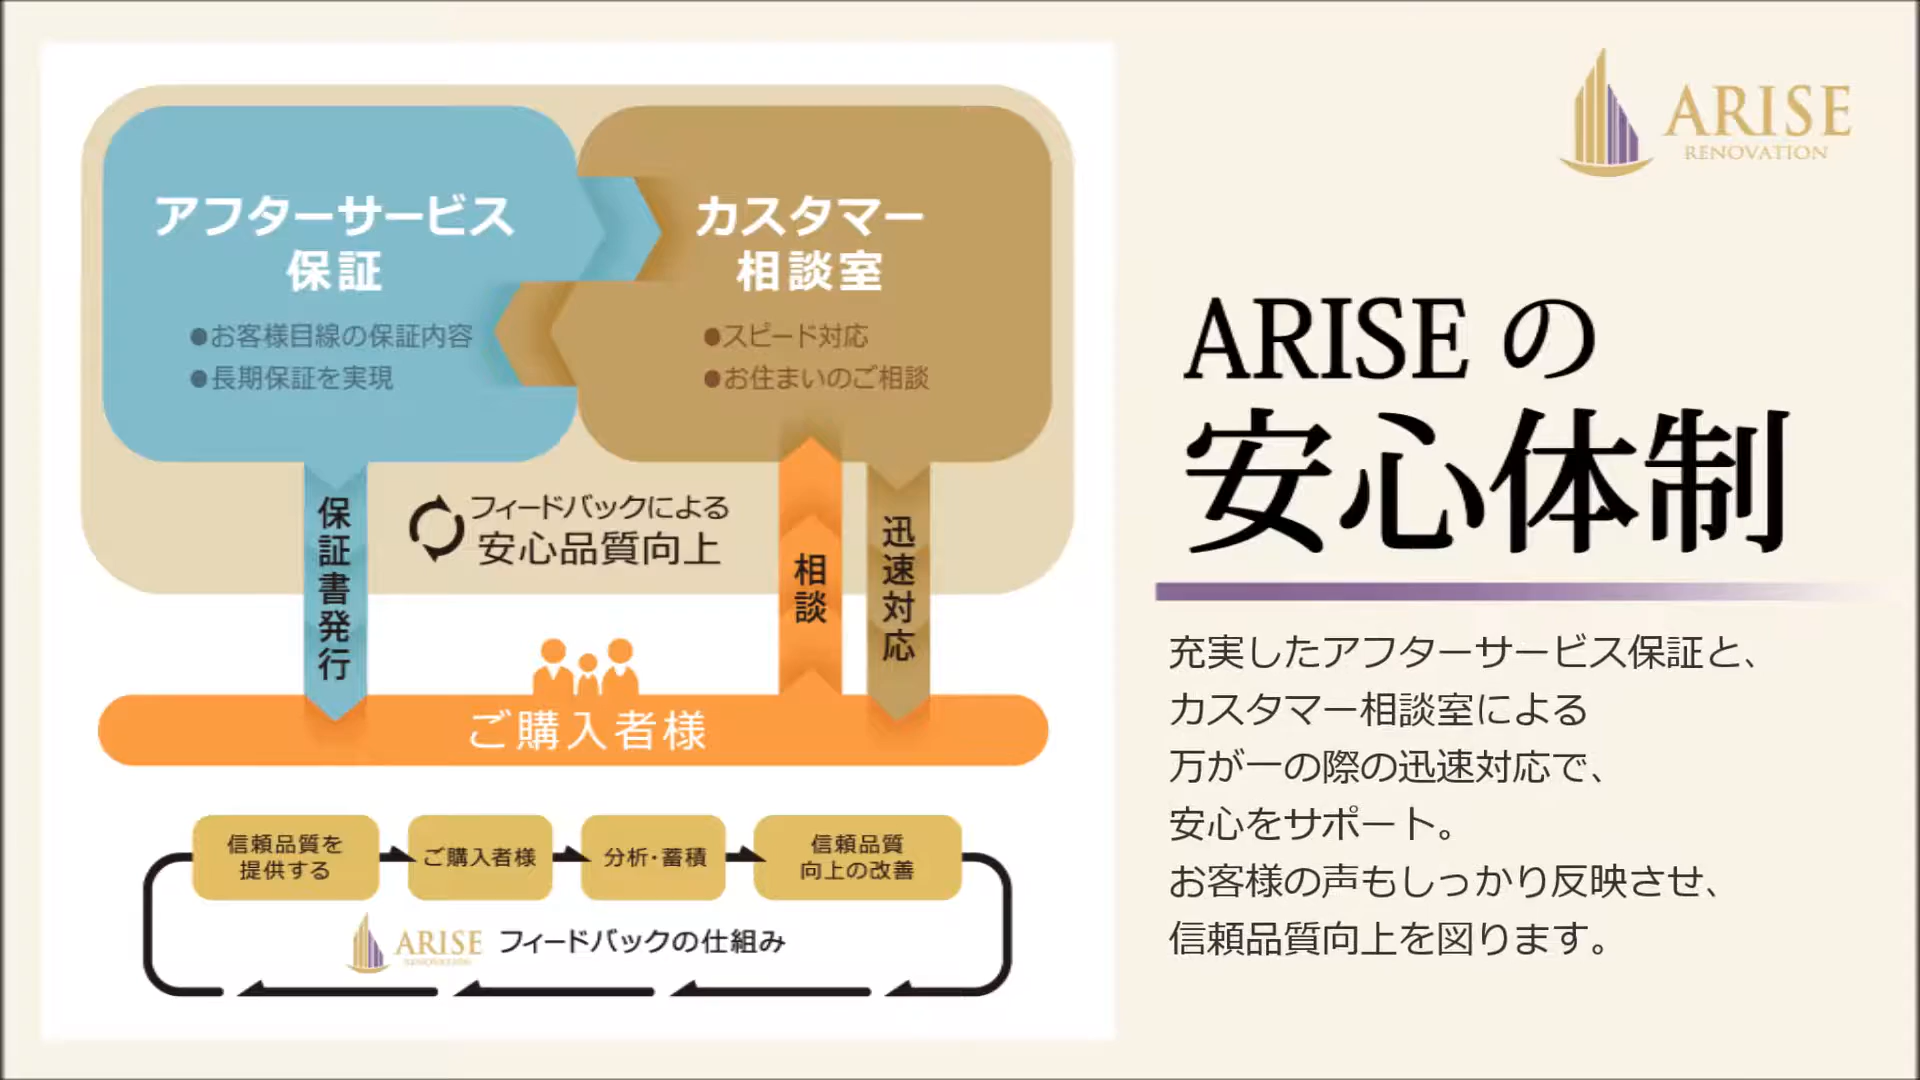 アフターサービス
保証
●お客様目線の保証内容
●長期保証を実現
カスタマー
相談室
●スピード対応
●お住まいのご相談
保証書発行
フィードバックによる
安心品質向上
相談
迅速対応
ご購入者様
信頼品質を
提供する
ご購入者様
分析・蓄積
信頼品質
向上の改善
ARISE
フィードバックの仕組み
ARISE
RENOVATION
ARISE の
安心体制
充実したアフターサービス保証と、
カスタマー相談室による
万が一の際の迅速対応で、
安心をサポート。
お客様の声もしっかり反映させ、
信頼品質向上を図ります。